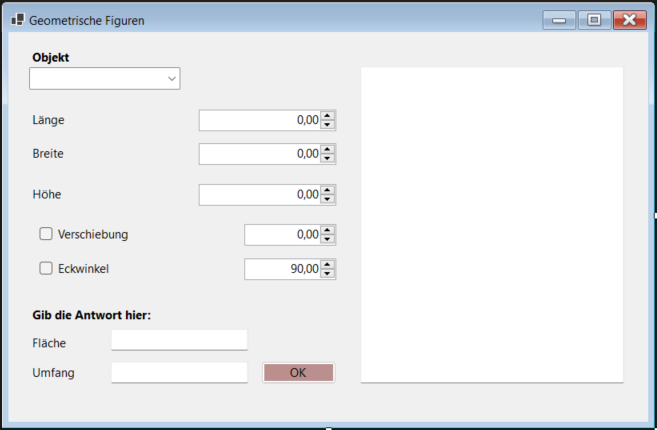 Geometrische Figuren
Objekt
Länge 0,00
Breite 0,00
Höhe 0,00
Verschiebung 0,00
Eckwinkel 90,00
Gib die Antwort hier:
Fläche
Umfang OK